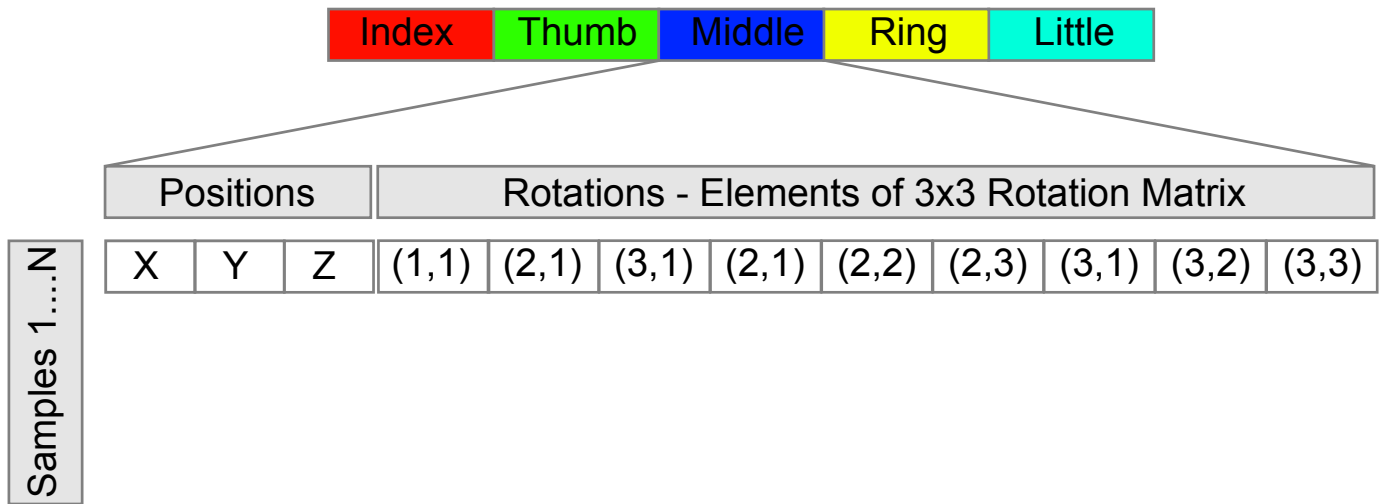 Index Thumb Middle Ring Little
Positions Rotations - Elements of 3x3 Rotation Matrix
X Y Z (1,1) (2,1) (3,1) (2,1) (2,2) (2,3) (3,1) (3,2) (3,3)
Samples 1....N